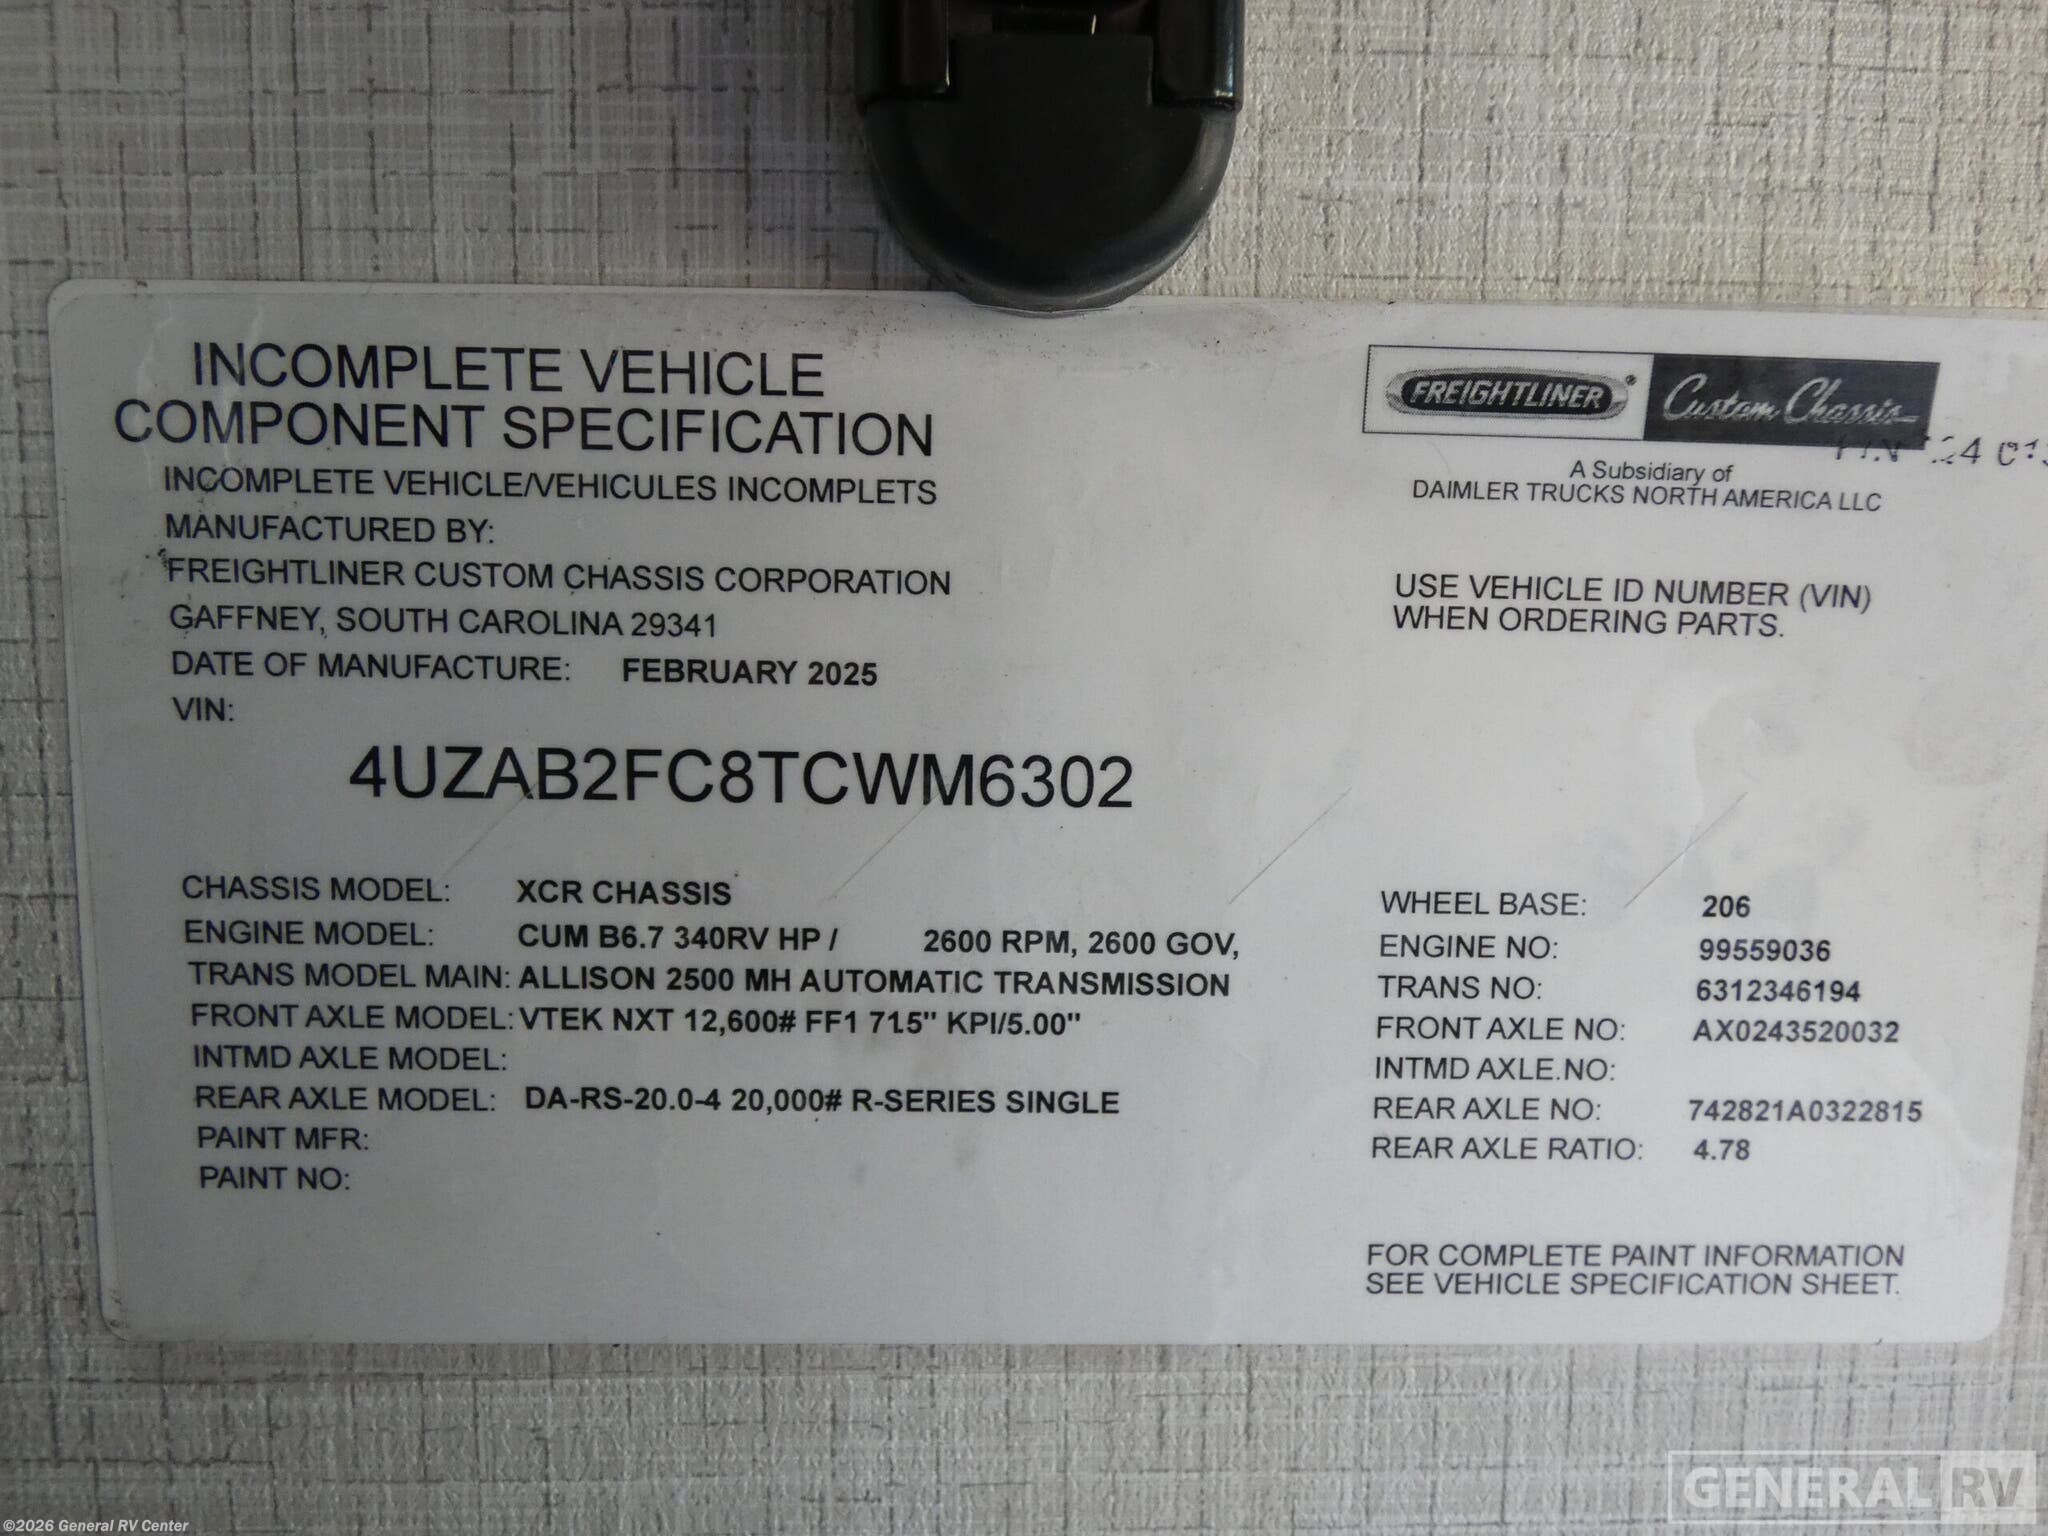 INCOMPLETE VEHICLE
COMPONENT SPECIFICATION
INCOMPLETE VEHICLE/VEHICULES INCOMPLETS
MANUFACTURED BY:
FREIGHTLINER CUSTOM CHASSIS CORPORATION
GAFFNEY, SOUTH CAROLINA 29341
DATE OF MANUFACTURE: FEBRUARY 2025
VIN:
4UZAB2FC8TCWM6302
FREIGHTLINER® Custom Chassis
A Subsidiary of
DAIMLER TRUCKS NORTH AMERICA LLC
USE VEHICLE ID NUMBER (VIN)
WHEN ORDERING PARTS.
CHASSIS MODEL: XCR CHASSIS
ENGINE MODEL: CUM B6.7 340RV HP / 2600 RPM, 2600 GOV,
TRANS MODEL MAIN: ALLISON 2500 MH AUTOMATIC TRANSMISSION
FRONT AXLE MODEL: VTEK NXT 12,600# FF1 71.5" KPI/5.00"
INTMD AXLE MODEL:
REAR AXLE MODEL: DA-RS-20.0-4 20,000# R-SERIES SINGLE
PAINT MFR:
PAINT NO:
WHEEL BASE: 206
ENGINE NO: 99559036
TRANS NO: 6312346194
FRONT AXLE NO: AX0243520032
INTMD AXLE.NO:
REAR AXLE NO: 742821A0322815
REAR AXLE RATIO: 4.78
FOR COMPLETE PAINT INFORMATION
SEE VEHICLE SPECIFICATION SHEET.
GENERAL RV
©2026 General RV Center